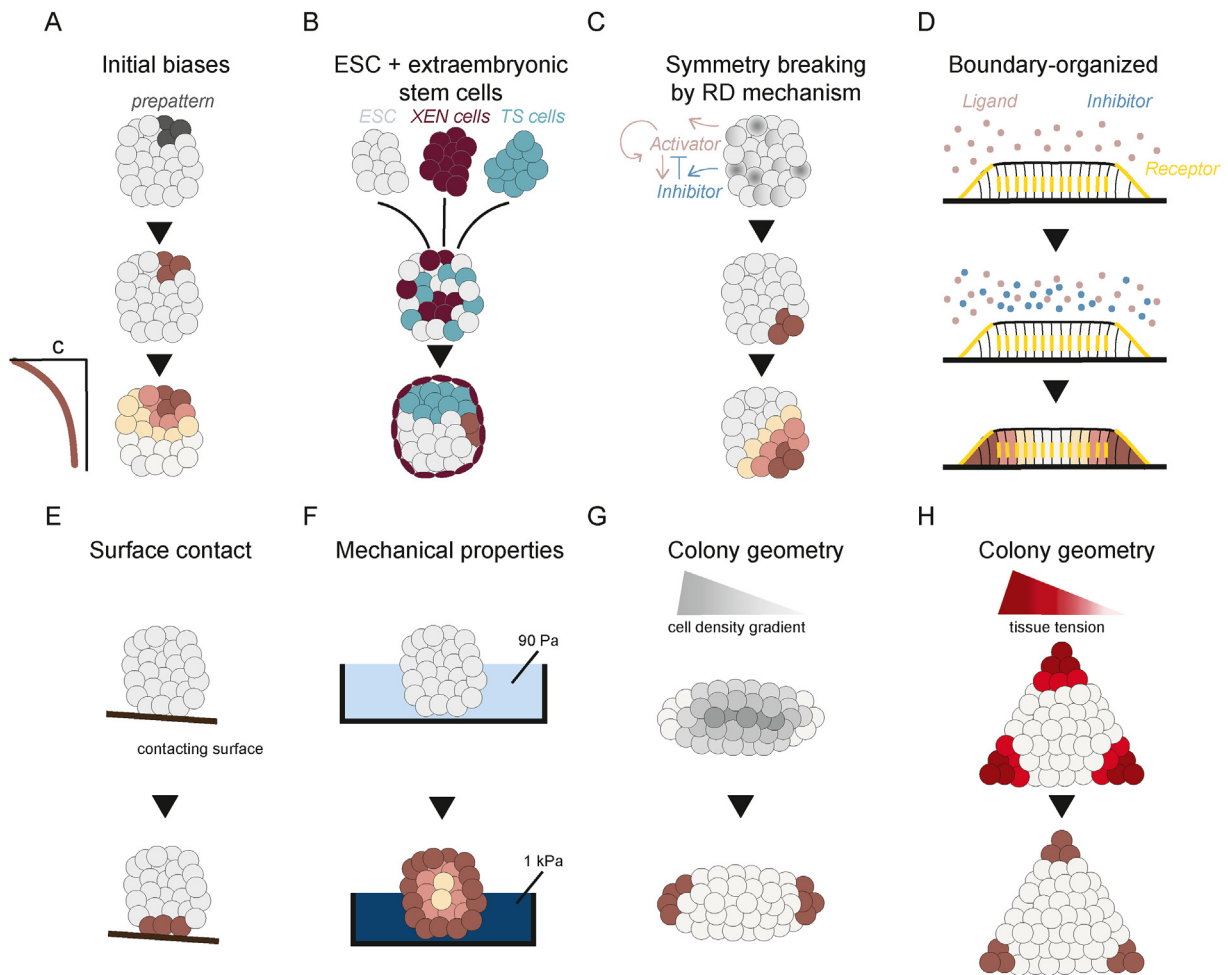 A
Initial biases
prepattern
C
B
ESC + extraembryonic
stem cells
ESC XEN cells TS cells
C
Symmetry breaking
by RD mechanism
Activator
Inhibitor
D
Boundary-organized
Ligand Inhibitor
Receptor
E
Surface contact
contacting surface
F
Mechanical properties
90 Pa
1 kPa
G
Colony geometry
cell density gradient
H
Colony geometry
tissue tension